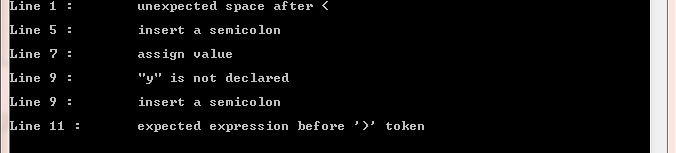 Line 1 : unexpected space after <
Line 5 : insert a semicolon
Line 7 : assign value
Line 9 : "y" is not declared
Line 9 : insert a semicolon
Line 11 : expected expression before ')' token